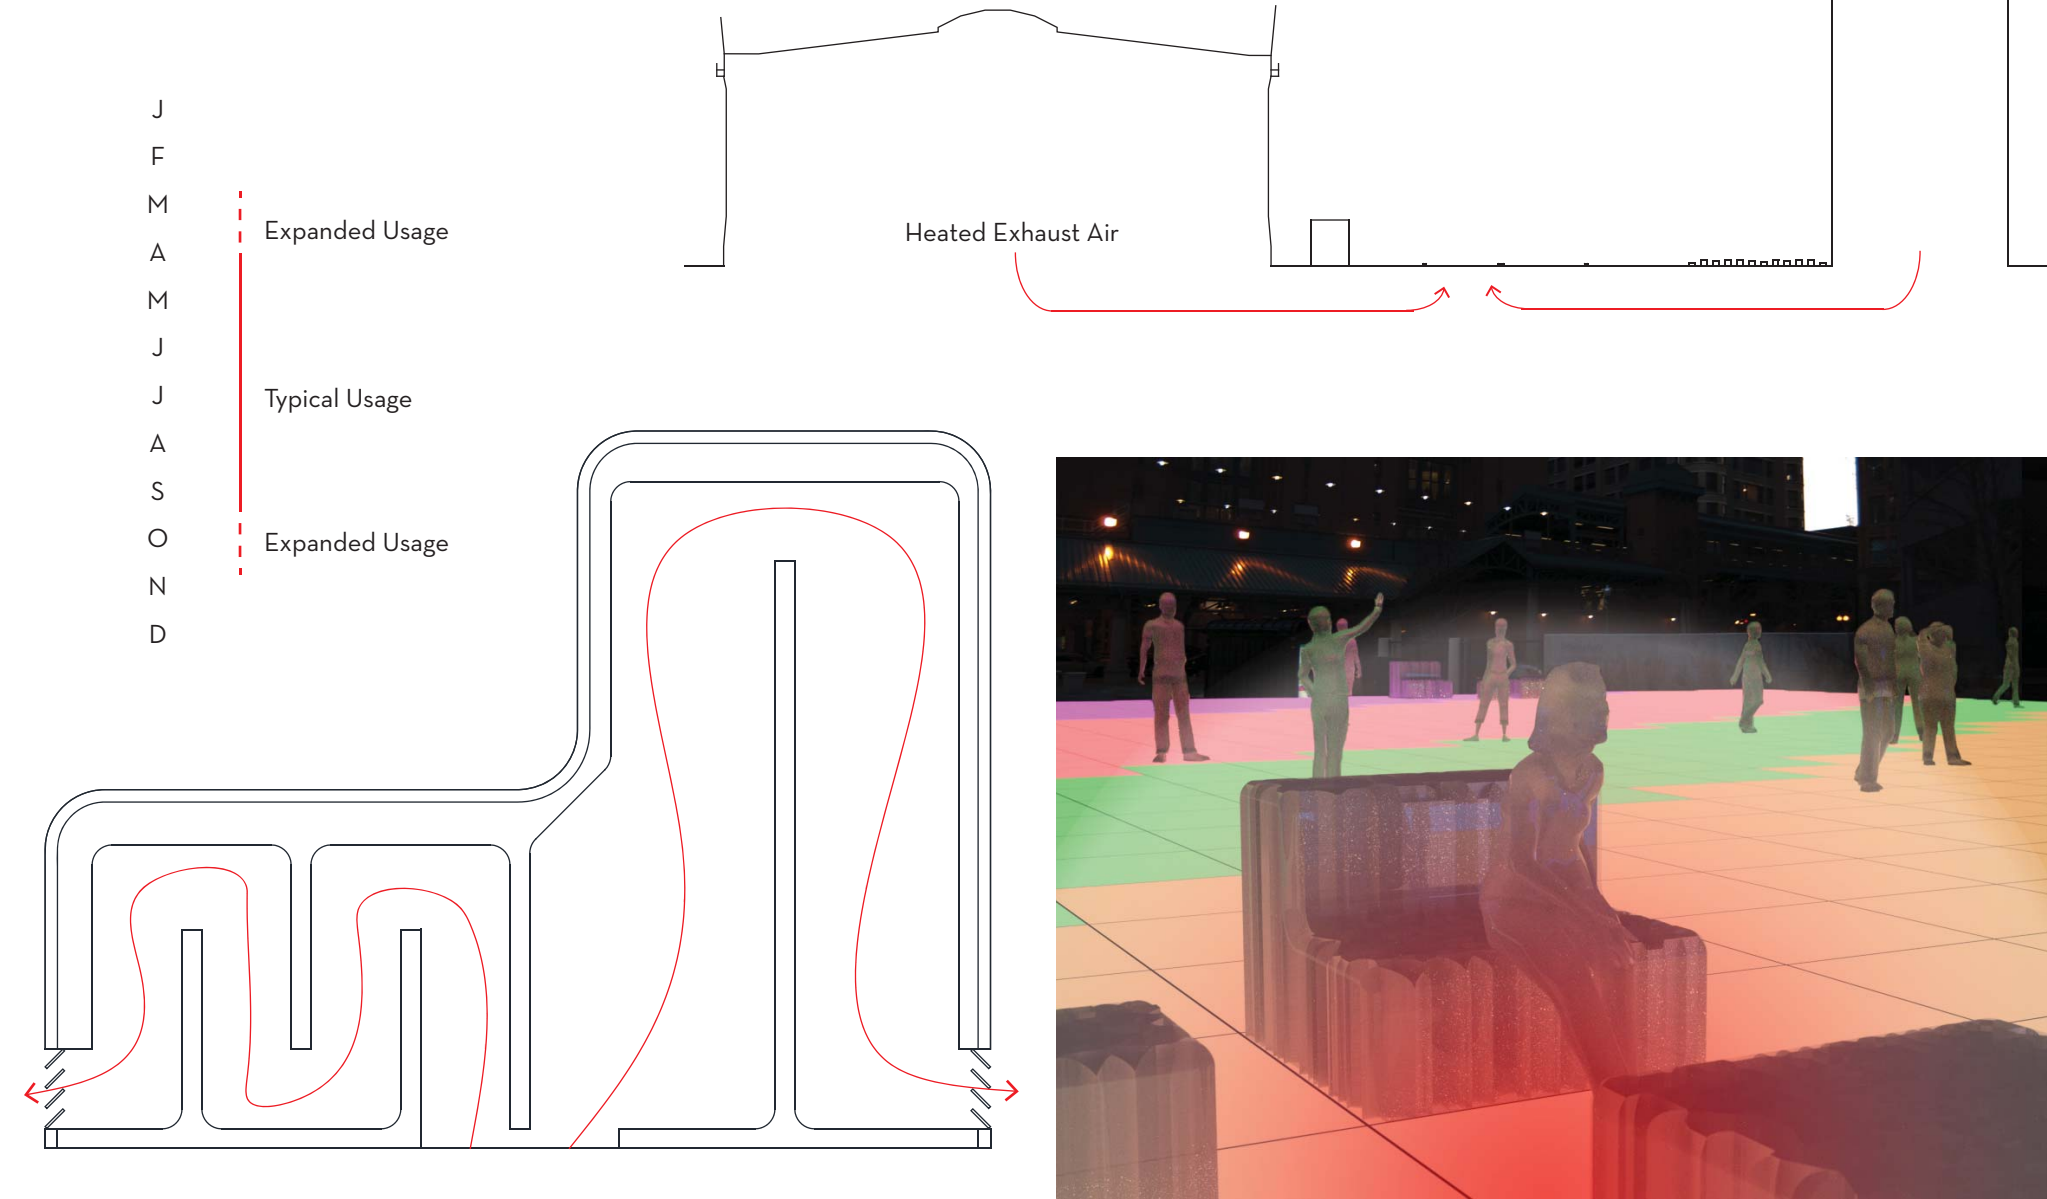 J
F
M
A
M
J
J
A
S
O
N
D
Expanded Usage
Typical Usage
Expanded Usage
Heated Exhaust Air